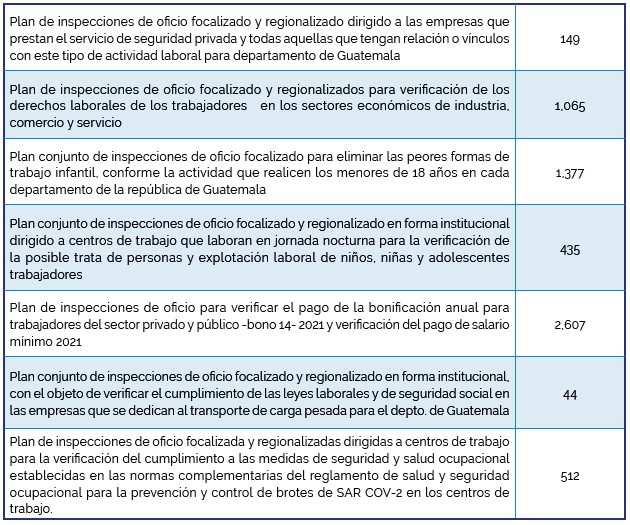 Plan de inspecciones de oficio focalizado y regionalizado dirigido a las empresas que
prestan el servicio de seguridad privada y todas aquellas que tengan relación o vínculos
con este tipo de actividad laboral para departamento de Guatemala
149
Plan de inspecciones de oficio focalizado y regionalizados para verificación de los
derechos laborales de los trabajadores en los sectores económicos de industria,
comercio y servicio
1,065
Plan conjunto de inspecciones de oficio focalizado para eliminar las peores formas de
trabajo infantil, conforme la actividad que realicen los menores de 18 años en cada
departamento de la república de Guatemala
1,377
Plan conjunto de inspecciones de oficio focalizado y regionalizado en forma institucional
dirigido a centros de trabajo que laboran en jornada nocturna para la verificación de
la posible trata de personas y explotación laboral de niños, niñas y adolescentes
trabajadores
435
Plan de inspecciones de oficio para verificar el pago de la bonificación anual para
trabajadores del sector privado y público -bono 14- 2021 y verificación del pago de salario
mínimo 2021
2,607
Plan conjunto de inspecciones de oficio focalizado y regionalizado en forma institucional,
con el objeto de verificar el cumplimiento de las leyes laborales y de seguridad social en
las empresas que se dedican al transporte de carga pesada para el depto. de Guatemala
44
Plan de inspecciones de oficio focalizada y regionalizadas dirigidas a centros de trabajo
para la verificación del cumplimiento a las medidas de seguridad y salud ocupacional
establecidas en las normas complementarias del reglamento de salud y seguridad
ocupacional para la prevención y control de brotes de SAR COV-2 en los centros de
trabajo.
512